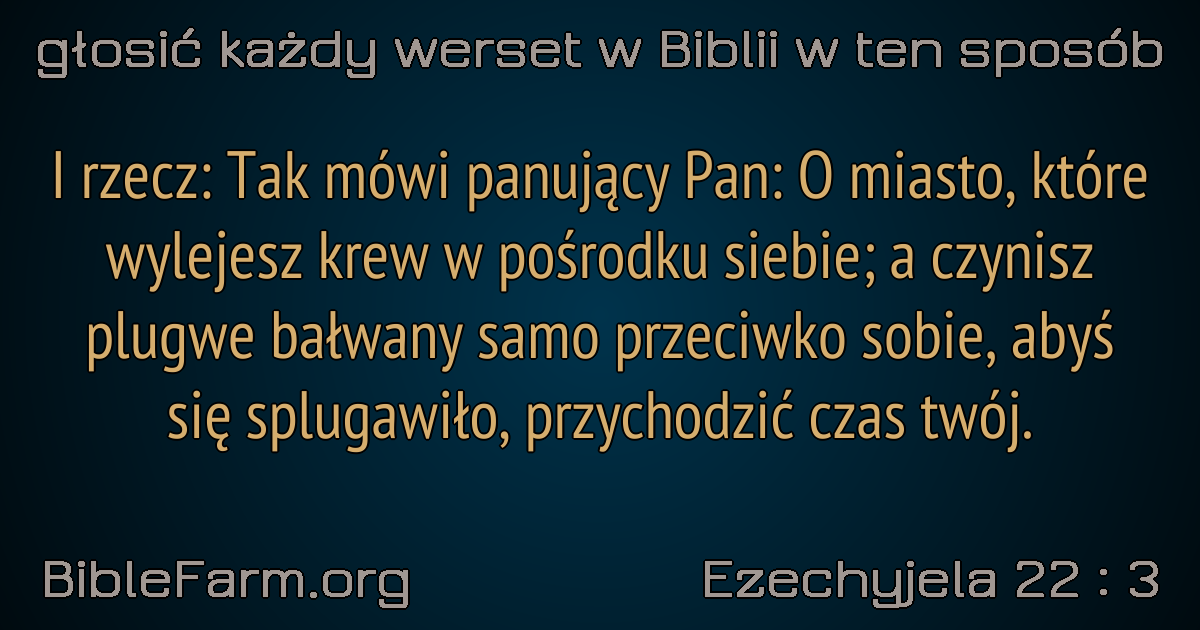 głosić każdy werset w Biblii w ten sposób
I rzecz: Tak mówi panujący Pan: O miasto, które
wylejesz krew w pośrodku siebie; a czynisz
plugwe bałwany samo przeciwko sobie, abyś
się splugawiło, przychodzić czas twój.
BibleFarm.org
Ezechyjela 22 : 3